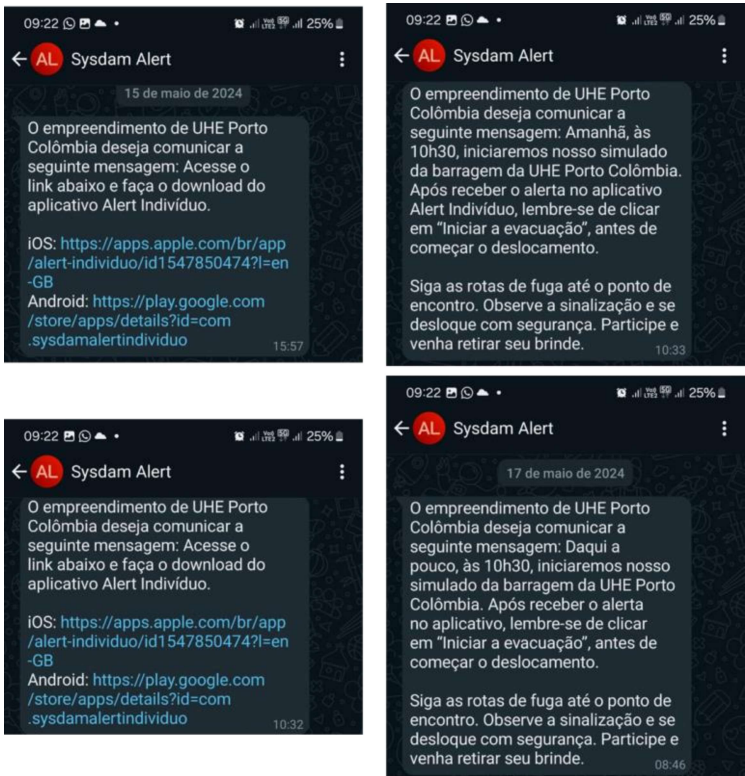 09:22 25%
AL Sysdam Alert
15 de maio de 2024
O empreendimento de UHE Porto
Colômbia deseja comunicar a
seguinte mensagem: Acesse o
link abaixo e faça o download do
aplicativo Alert Indivíduo.
iOS: https://apps.apple.com/br/app
/alert-individuo/id1547850474?l=en
-GB
Android: https://play.google.com
/store/apps/details?id=com
.sysdamalertindividuo
15:57
09:22 25%
AL Sysdam Alert
O empreendimento de UHE Porto
Colômbia deseja comunicar a
seguinte mensagem: Amanhã, às
10h30, iniciaremos nosso simulado
da barragem da UHE Porto Colômbia.
Após receber o alerta no aplicativo
Alert Indivíduo, lembre-se de clicar
em “Iniciar a evacuação”, antes de
começar o deslocamento.
Siga as rotas de fuga até o ponto de
encontro. Observe a sinalização e se
desloque com segurança. Participe e
venha retirar seu brinde.
10:33
09:22 25%
AL Sysdam Alert
O empreendimento de UHE Porto
Colômbia deseja comunicar a
seguinte mensagem: Acesse o
link abaixo e faça o download do
aplicativo Alert Indivíduo.
iOS: https://apps.apple.com/br/app
/alert-individuo/id1547850474?l=en
-GB
Android: https://play.google.com
/store/apps/details?id=com
.sysdamalertindividuo
10:32
09:22 25%
AL Sysdam Alert
17 de maio de 2024
O empreendimento de UHE Porto
Colômbia deseja comunicar a
seguinte mensagem: Daqui a
pouco, às 10h30, iniciaremos nosso
simulado da barragem da UHE Porto
Colômbia. Após receber o alerta
no aplicativo, lembre-se de clicar
em “Iniciar a evacuação”, antes de
começar o deslocamento.
Siga as rotas de fuga até o ponto de
encontro. Observe a sinalização e se
desloque com segurança. Participe e
venha retirar seu brinde.
08:46